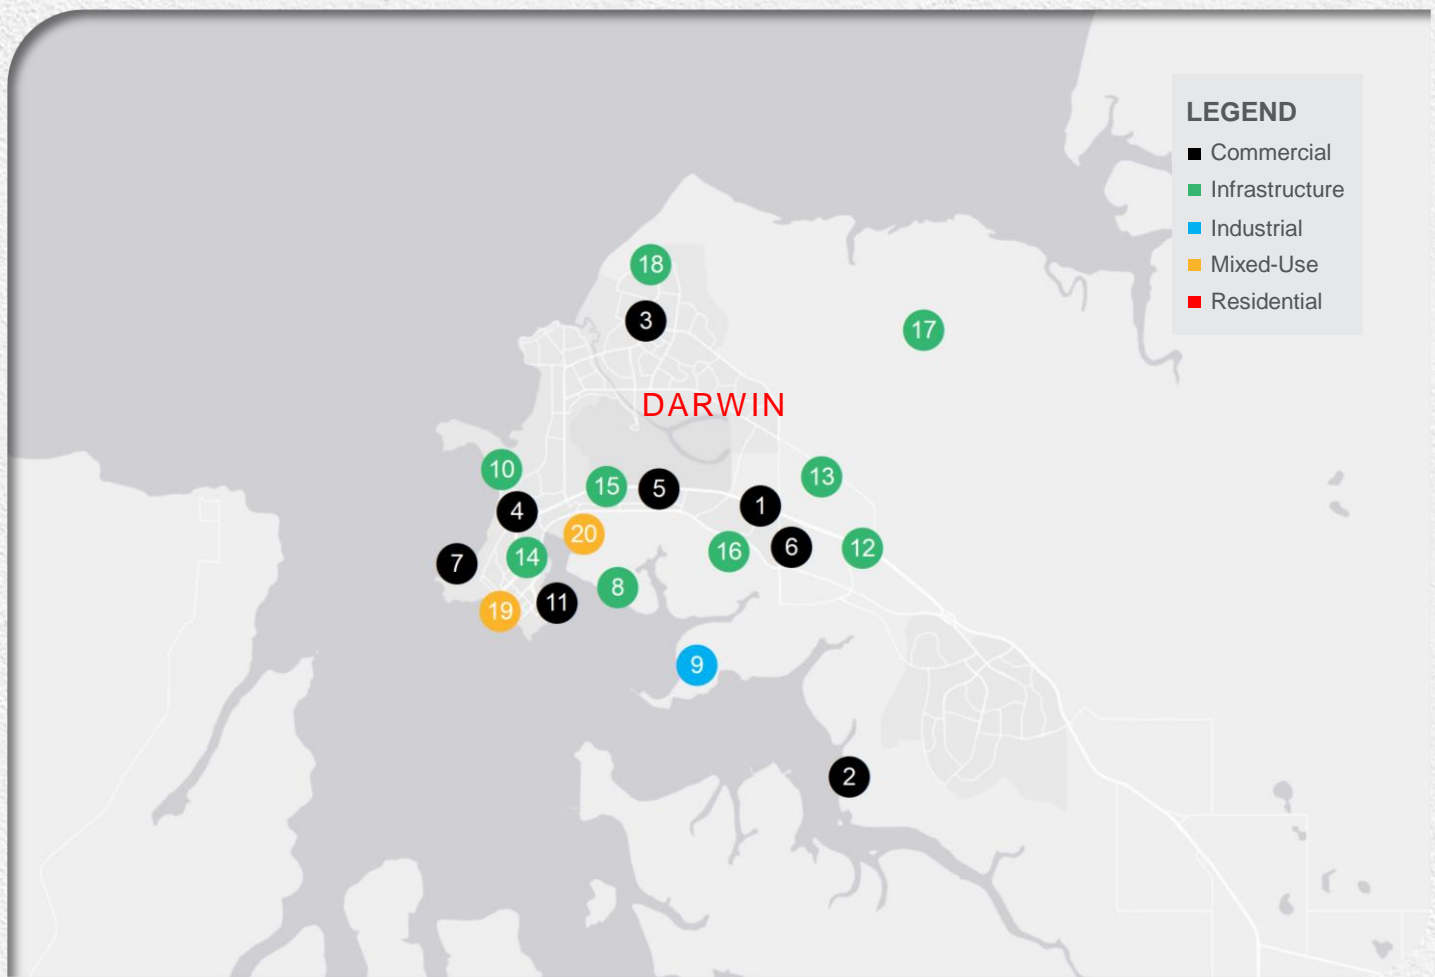 LEGEND
Commercial
Infrastructure
Industrial
Mixed-Use
Residential
18
3
17
DARWIN
10
15
5
13
4
1
20
14
16
6
12
7
8
19
11
9
2